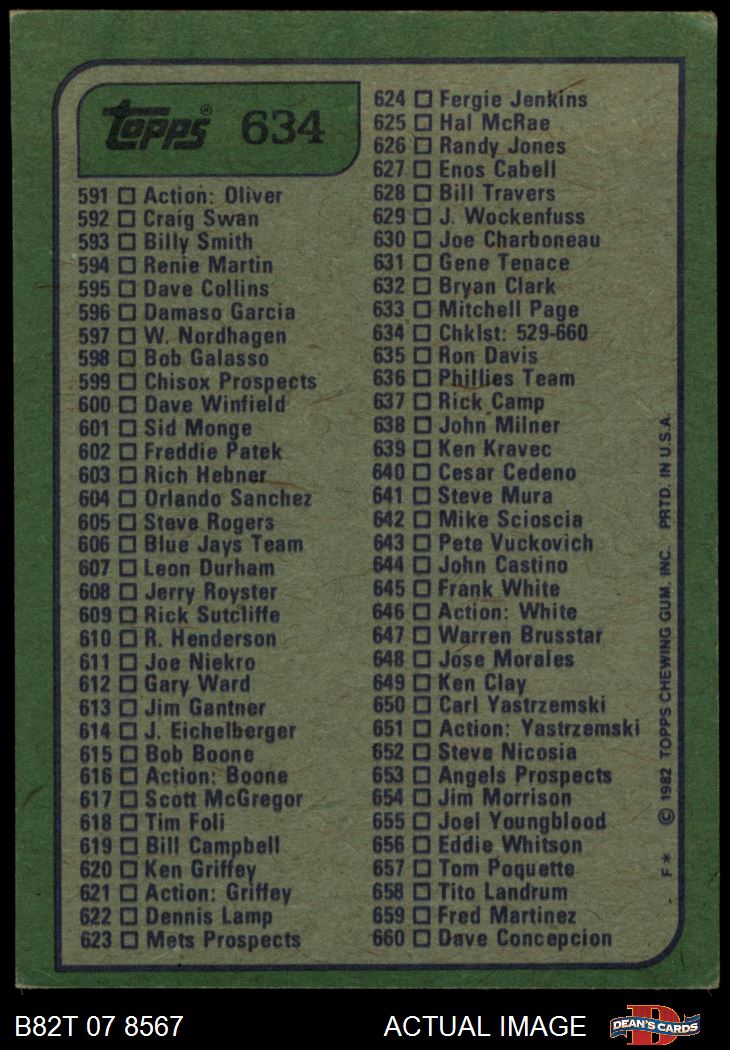 Topps® 634
591 □ Action: Oliver
592 □ Craig Swan
593 □ Billy Smith
594 □ Renie Martin
595 □ Dave Collins
596 □ Damaso Garcia
597 □ W. Nordhagen
598 □ Bob Galasso
599 □ Chisox Prospects
600 □ Dave Winfield
601 □ Sid Monge
602 □ Freddie Patek
603 □ Rich Hebner
604 □ Orlando Sanchez
605 □ Steve Rogers
606 □ Blue Jays Team
607 □ Leon Durham
608 □ Jerry Royster
609 □ Rick Sutcliffe
610 □ R. Henderson
611 □ Joe Niekro
612 □ Gary Ward
613 □ Jim Gantner
614 □ J. Eichelberger
615 □ Bob Boone
616 □ Action: Boone
617 □ Scott McGregor
618 □ Tim Foli
619 □ Bill Campbell
620 □ Ken Griffey
621 □ Action: Griffey
622 □ Dennis Lamp
623 □ Mets Prospects
624 □ Fergie Jenkins
625 □ Hal McRae
626 □ Randy Jones
627 □ Enos Cabell
628 □ Bill Travers
629 □ J. Wockenfuss
630 □ Joe Charboneau
631 □ Gene Tenace
632 □ Bryan Clark
633 □ Mitchell Page
634 □ Chklst: 529-660
635 □ Ron Davis
636 □ Phillies Team
637 □ Rick Camp
638 □ John Milner
639 □ Ken Kravec
640 □ Cesar Cedeno
641 □ Steve Mura
642 □ Mike Scioscia
643 □ Pete Vuckovich
644 □ John Castino
645 □ Frank White
646 □ Action: White
647 □ Warren Brusstar
648 □ Jose Morales
649 □ Ken Clay
650 □ Carl Yastrzemski
651 □ Action: Yastrzemski
652 □ Steve Nicosia
653 □ Angels Prospects
654 □ Jim Morrison
655 □ Joel Youngblood
656 □ Eddie Whitson
657 □ Tom Poquette
658 □ Tito Landrum
659 □ Fred Martinez
660 □ Dave Concepcion
F* © 1982 TOPPS CHEWING GUM, INC. PRTD. IN U.S.A.
B82T 07 8567 ACTUAL IMAGE D DEAN'S CARDS